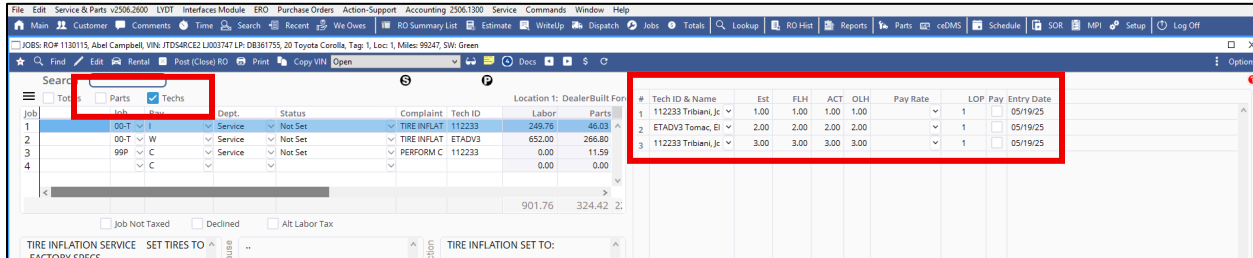 File Edit Service & Parts v2506.2600 LYDT Interfaces Module ERO Purchase Orders Action-Support Accounting 2506.1300 Service Commands Window Help
Main Customer Comments Time Search Recent We Owes RO Summary List Estimate WriteUp Dispatch Jobs Totals Lookup RO Hist Reports Parts ceDMS Schedule SOR MPI Setup Log Off
JOBS: RO# 1130115, Abel Campbell, VIN: JTDS4RCE2 LJ003747 LP: DB361755, 20 Toyota Corolla, Tag: 1, Loc: 1, Miles: 99247, SW: Green
Find Edit Rental Post (Close) RO Print Copy VIN Open Docs $ Option
Search S P
Totals Parts Techs Location 1: DealerBuilt For
Job Job Pay Dept. Status Complaint Tech ID Labor Parts
1 00-T I Service Not Set TIRE INFLAT 112233 249.76 46.03
2 00-T W Service Not Set TIRE INFLAT ETADV3 652.00 266.80
3 99P C Service Not Set PERFORM C 112233 0.00 11.59
4 C 0.00 0.00
901.76 324.42 2
Job Not Taxed Declined Alt Labor Tax
TIRE INFLATION SERVICE SET TIRES TO
FACTORY SPECS
..
TIRE INFLATION SET TO:
# Tech ID & Name Est FLH ACT OLH Pay Rate LOP Pay Entry Date
1 112233 Tribiani, Jc 1.00 1.00 1.00 1.00 1 05/19/25
2 ETADV3 Tomac, El 2.00 2.00 2.00 2.00 1 05/19/25
3 112233 Tribiani, Jc 3.00 3.00 3.00 3.00 1 05/19/25